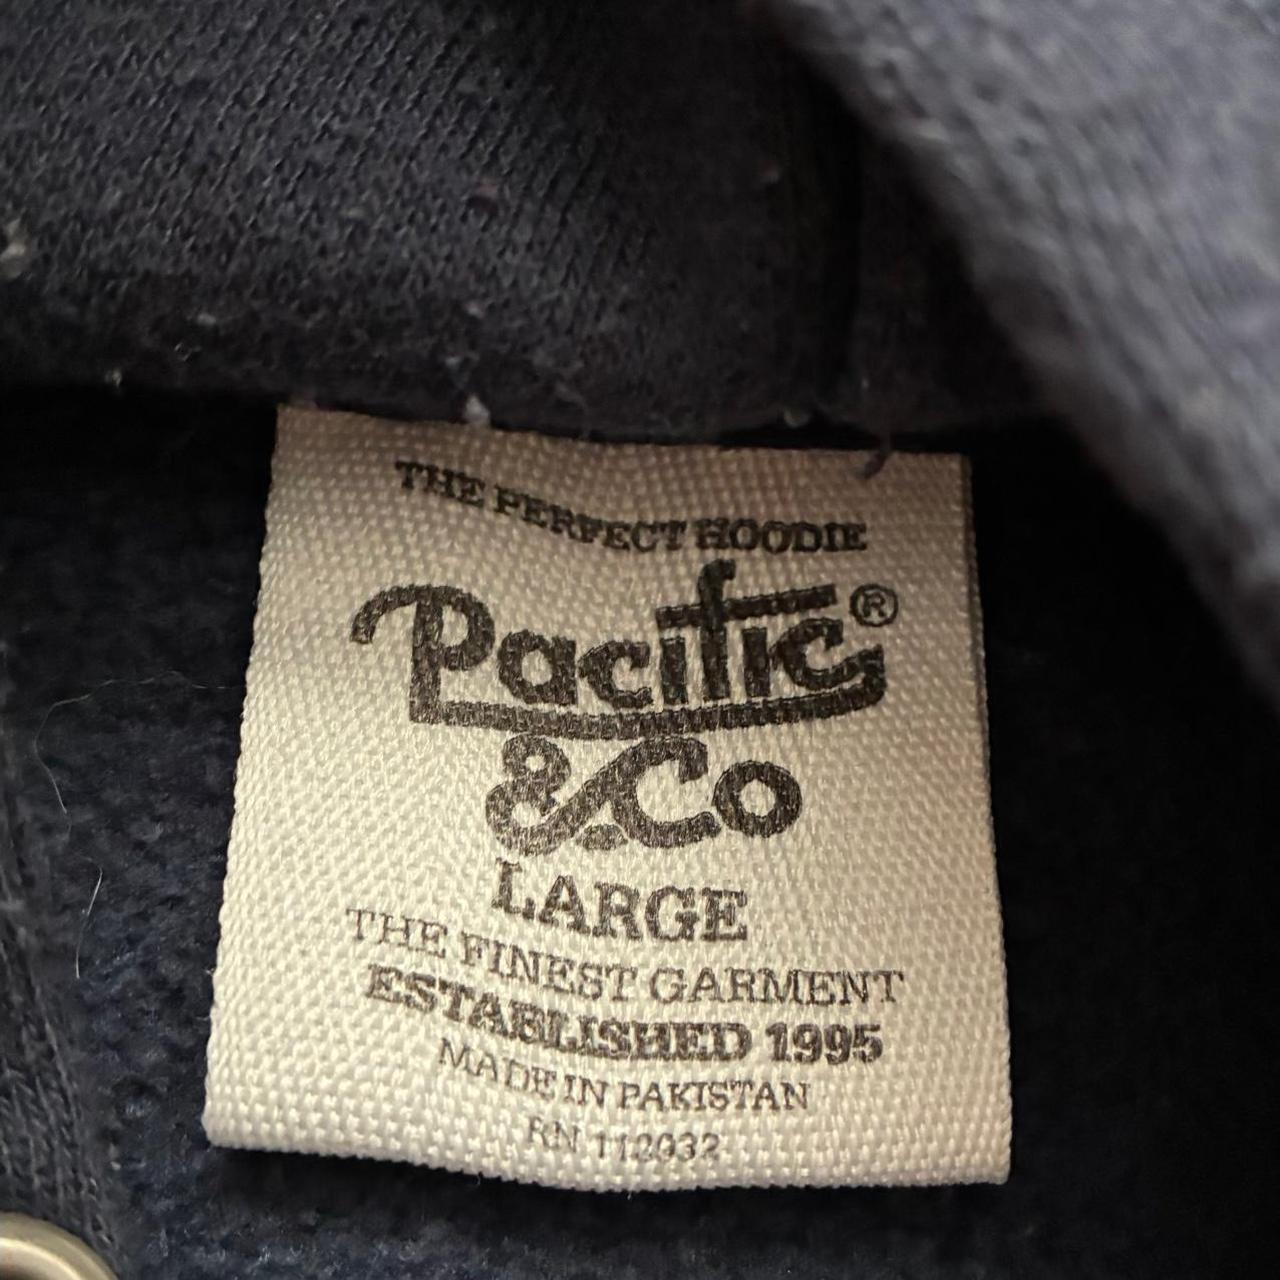 THE PERFECT HOODIE
Pacific®
&.Co
LARGE
THE FINEST GARMENT
ESTABLISHED 1995
MADE IN PAKISTAN
RN 112032